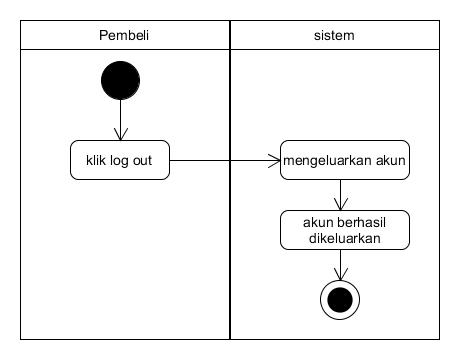 Pembeli
sistem
klik log out
mengeluarkan akun
akun berhasil
dikeluarkan